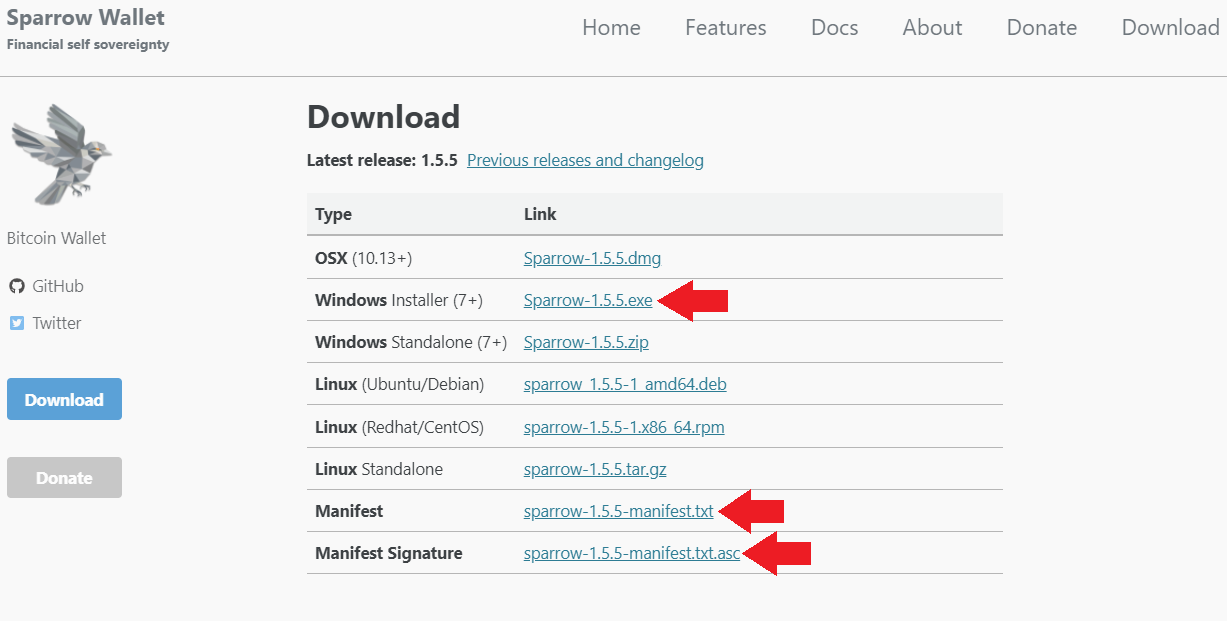 Sparrow Wallet
Financial self sovereignty
Home Features Docs About Donate Download
Bitcoin Wallet
GitHub
Twitter
Download
Donate
Download
Latest release: 1.5.5 Previous releases and changelog
Type Link
OSX (10.13+) Sparrow-1.5.5.dmg
Windows Installer (7+) Sparrow-1.5.5.exe
Windows Standalone (7+) Sparrow-1.5.5.zip
Linux (Ubuntu/Debian) sparrow_1.5.5-1_amd64.deb
Linux (Redhat/CentOS) sparrow-1.5.5-1.x86_64.rpm
Linux Standalone sparrow-1.5.5.tar.gz
Manifest sparrow-1.5.5-manifest.txt
Manifest Signature sparrow-1.5.5-manifest.txt.asc